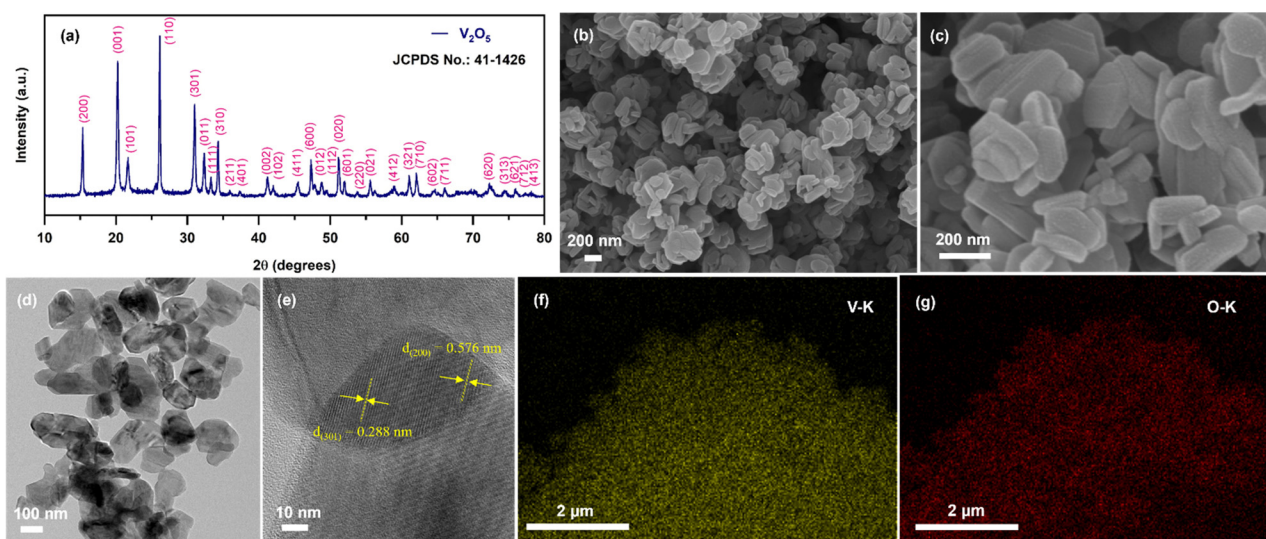 (a)
V₂O₅
JCPDS No.: 41-1426
Intensity (a.u.)
(200)
(001)
(101)
(110)
(301)
(011)
(111)
(310)
(211)
(401)
(002)
(102)
(411)
(600)
(012)
(112)
(020)
(601)
(220)
(021)
(412)
(321)
(710)
(602)
(711)
(620)
(313)
(621)
(712)
(413)
10 20 30 40 50 60 70 80
2θ (degrees)
(b)
200 nm
(c)
200 nm
(d)
100 nm
(e)
d(200) = 0.576 nm
d(301) = 0.288 nm
10 nm
(f)
V-K
2 µm
(g)
O-K
2 µm